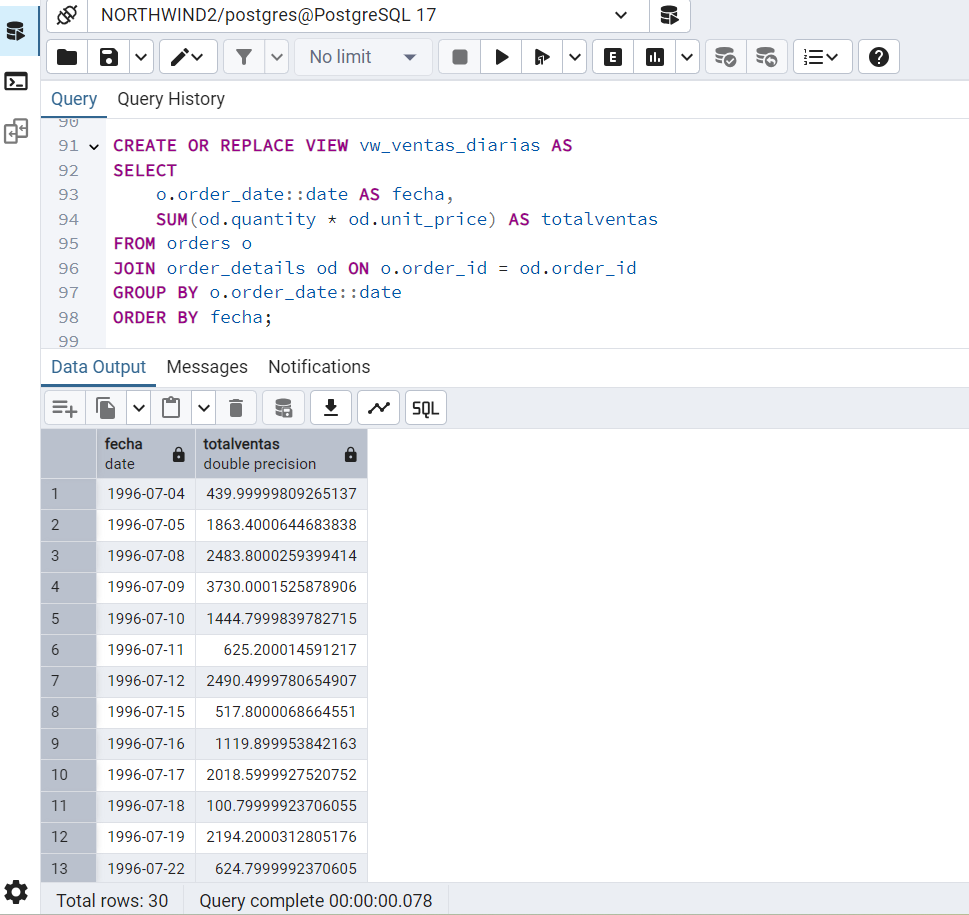 NORTHWIND2/postgres@PostgreSQL 17
No limit
E
Query Query History
90
91 CREATE OR REPLACE VIEW vw_ventas_diarias AS
92 SELECT
93 o.order_date::date AS fecha,
94 SUM(od.quantity * od.unit_price) AS totalventas
95 FROM orders o
96 JOIN order_details od ON o.order_id = od.order_id
97 GROUP BY o.order_date::date
98 ORDER BY fecha;
99
Data Output Messages Notifications
SQL
fecha totalventas
date double precision
1 1996-07-04 439.99999809265137
2 1996-07-05 1863.4000644683838
3 1996-07-08 2483.8000259399414
4 1996-07-09 3730.0001525878906
5 1996-07-10 1444.7999839782715
6 1996-07-11 625.200014591217
7 1996-07-12 2490.4999780654907
8 1996-07-15 517.8000068664551
9 1996-07-16 1119.899953842163
10 1996-07-17 2018.5999927520752
11 1996-07-18 100.79999923706055
12 1996-07-19 2194.2000312805176
13 1996-07-22 624.7999992370605
Total rows: 30 Query complete 00:00:00.078